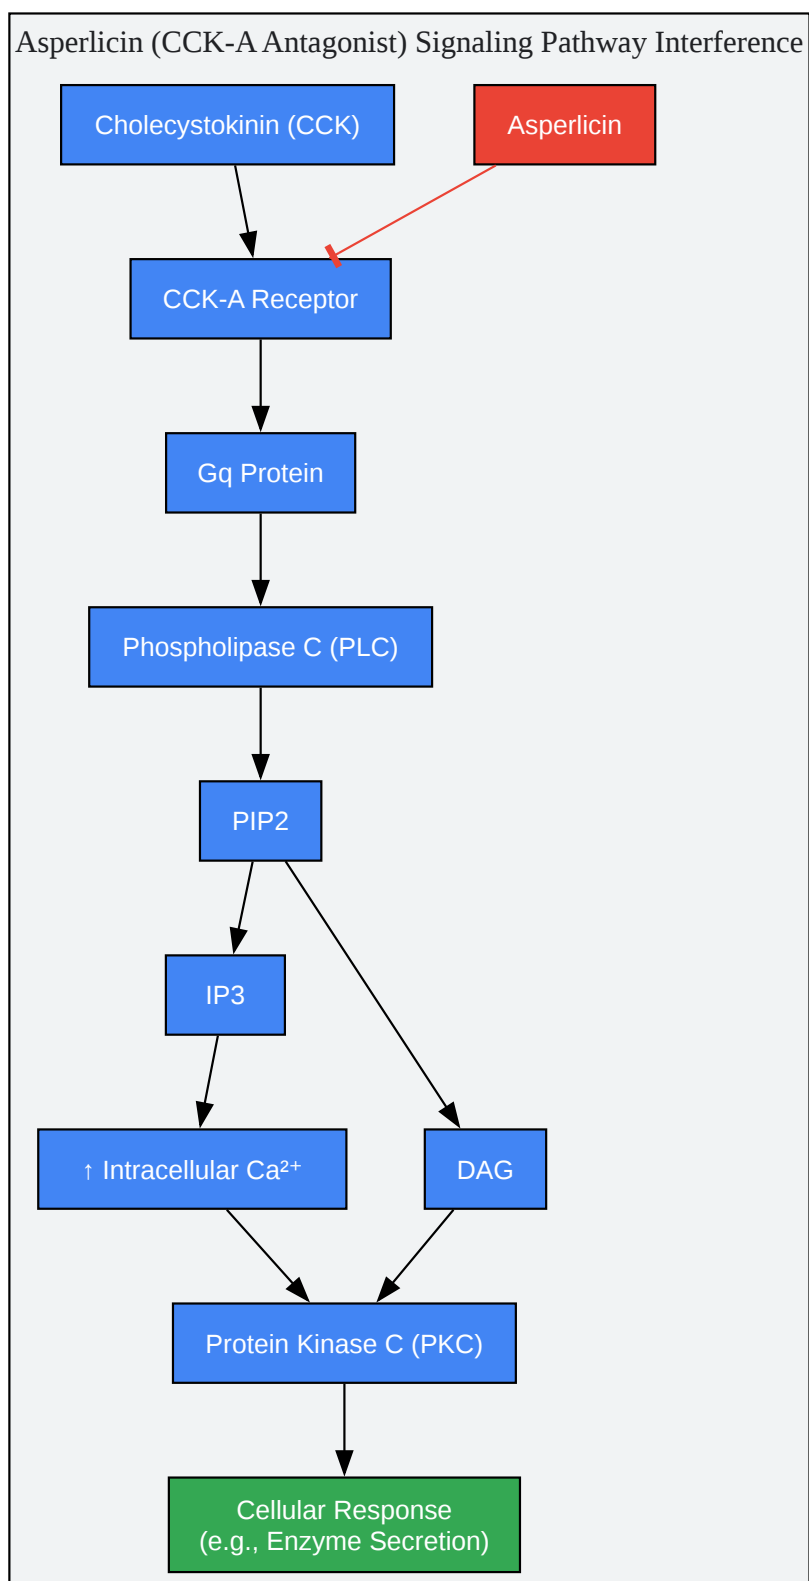 Asperlicin (CCK-A Antagonist) Signaling Pathway Interference
Cholecystokinin (CCK)
Asperlicin
CCK-A Receptor
Gq Protein
Phospholipase C (PLC)
PIP2
IP3
↑ Intracellular Ca²⁺
DAG
Protein Kinase C (PKC)
Cellular Response
(e.g., Enzyme Secretion)